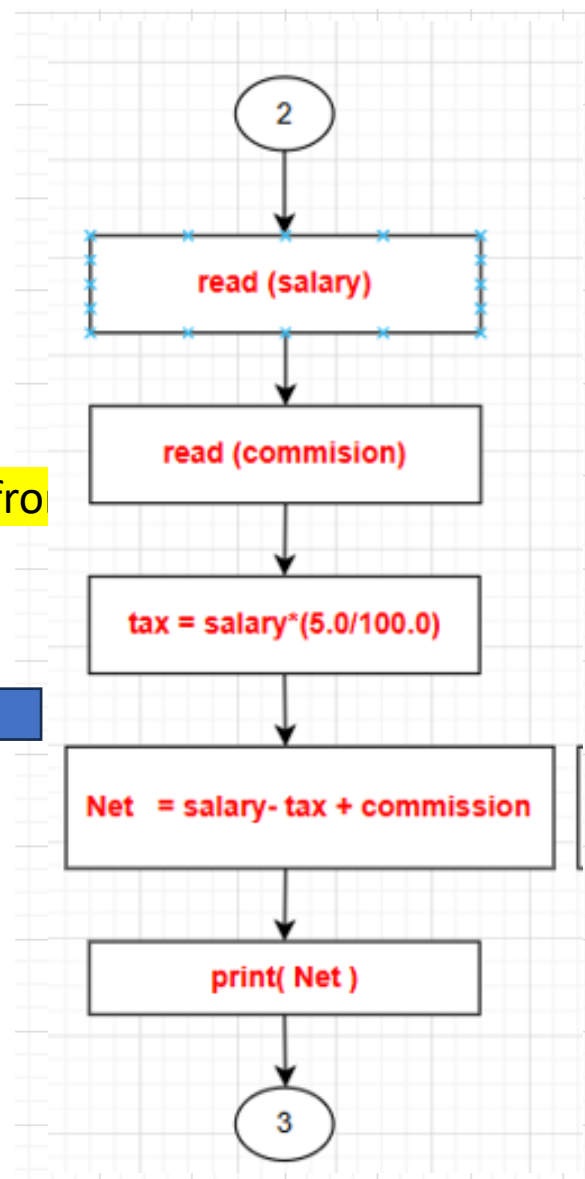 2
read (salary)
read (commision)
tax = salary*(5.0/100.0)
Net = salary- tax + commission
print( Net )
3